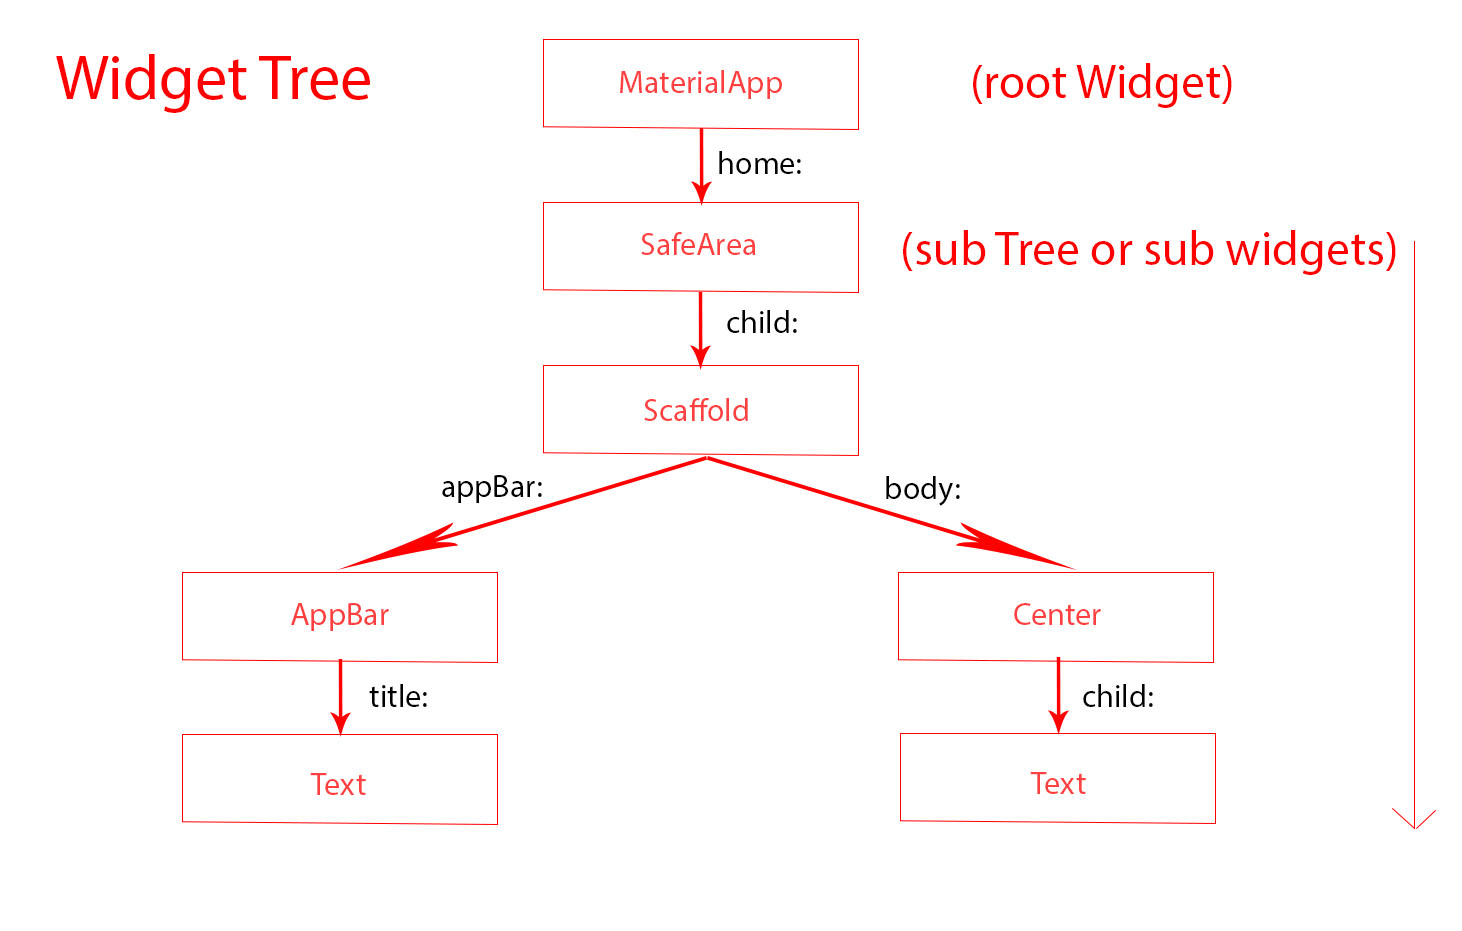 Widget Tree
MaterialApp
(root Widget)
home:
SafeArea
(sub Tree or sub widgets)
child:
Scaffold
appBar:
body:
AppBar
Center
title:
child:
Text
Text